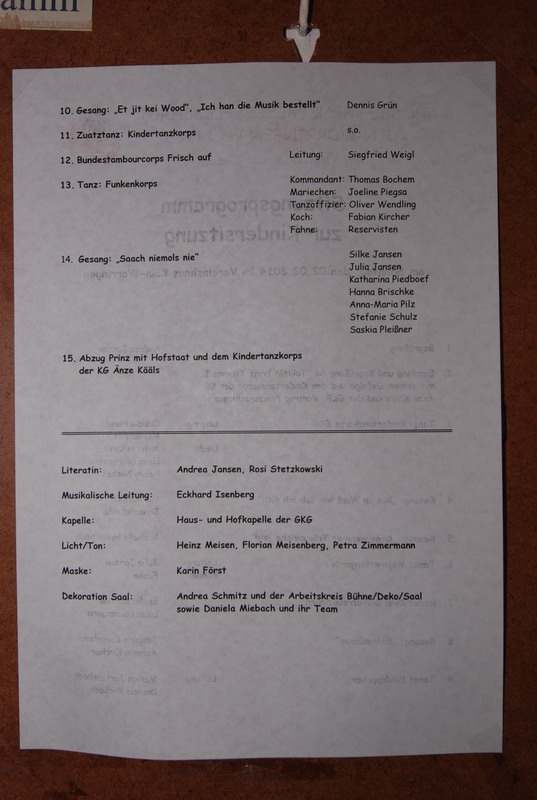 10. Gesang: „Et jit kei Wood", „Ich han die Musik bestellt" Dennis Grün
11. Zuatztanz: Kindertanzkorps s.o.
12. Bundestambourcorps Frisch auf Leitung: Siegfried Weigl
13. Tanz: Funkenkorps Kommandant: Thomas Bochem
Mariechen: Joeline Piegsa
Tanzoffizier: Oliver Wendling
Koch: Fabian Kircher
Fahne: Reservisten
14. Gesang: „Saach niemols nie" Silke Jansen
Julia Jansen
Katharina Piedboef
Hanna Brischke
Anna-Maria Pilz
Stefanie Schulz
Saskia Pleißner
15. Abzug Prinz mit Hofstaat und dem Kindertanzkorps
der KG Änze Kääls
Literatin: Andrea Jansen, Rosi Stetzkowski
Musikalische Leitung: Eckhard Isenberg
Kapelle: Haus- und Hofkapelle der GKG
Licht/Ton: Heinz Meisen, Florian Meisenberg, Petra Zimmermann
Maske: Karin Först
Dekoration Saal: Andrea Schmitz und der Arbeitskreis Bühne/Deko/Saal
sowie Daniela Miebach und ihr Team